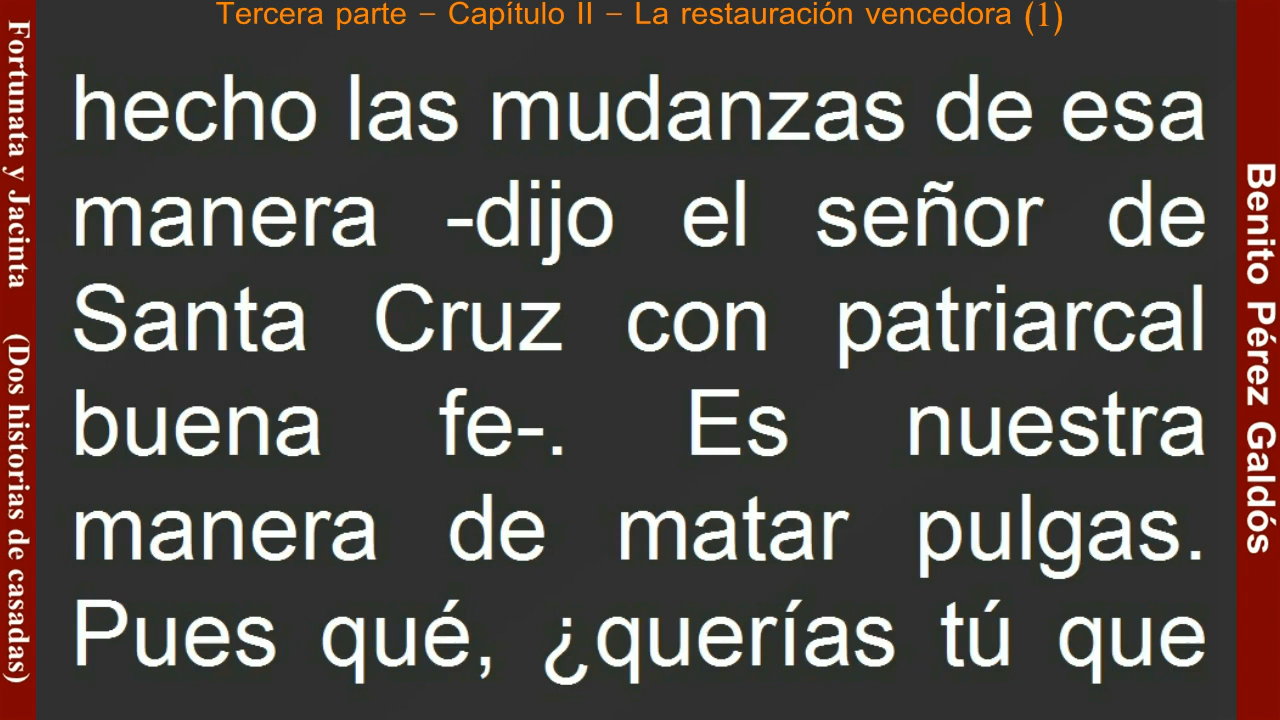 Tercera parte – Capítulo II – La restauración vencedora (1)
Fortunata y Jacinta (Dos historias de casadas)
hecho las mudanzas de esa
manera -dijo el señor de
Santa Cruz con patriarcal
buena fe-. Es nuestra
manera de matar pulgas.
Pues qué, ¿querías tú que
Benito Pérez Galdós